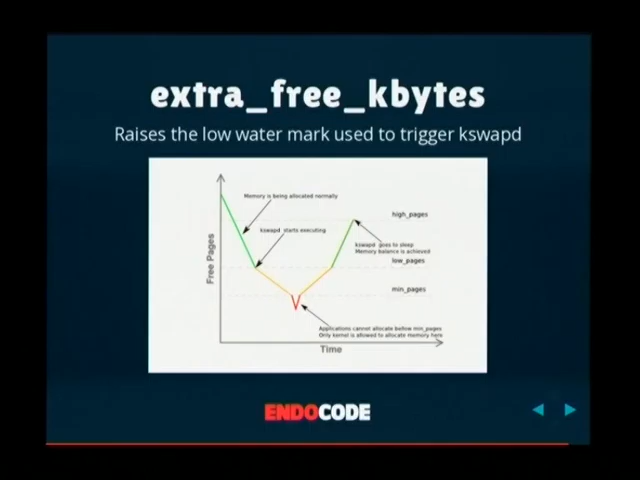 extra_free_kbytes
Raises the low water mark used to trigger kswapd
Memory is being allocated normally
high_pages
kswapd starts executing
kswapd goes to sleep
Memory balance is achieved
low_pages
Free Pages
min_pages
Applications cannot allocate below min_pages
Only kernel is allowed to allocate memory here
Time
ENDOCODE